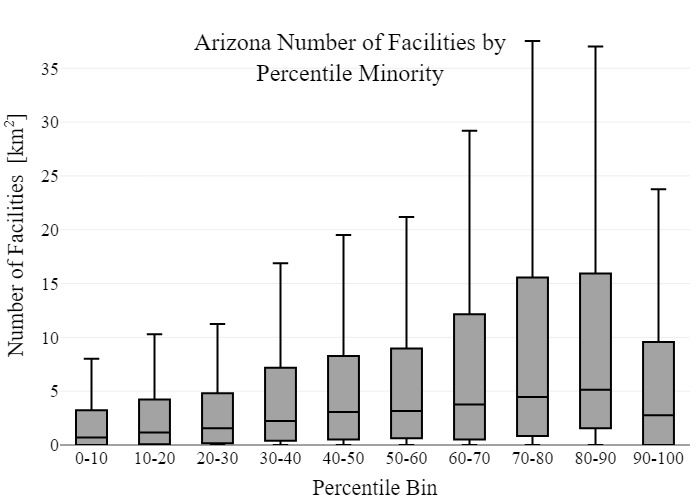 Arizona Number of Facilities by
Percentile Minority
Number of Facilities [km²]
35
30
25
20
15
10
5
0
0-10 10-20 20-30 30-40 40-50 50-60 60-70 70-80 80-90 90-100
Percentile Bin